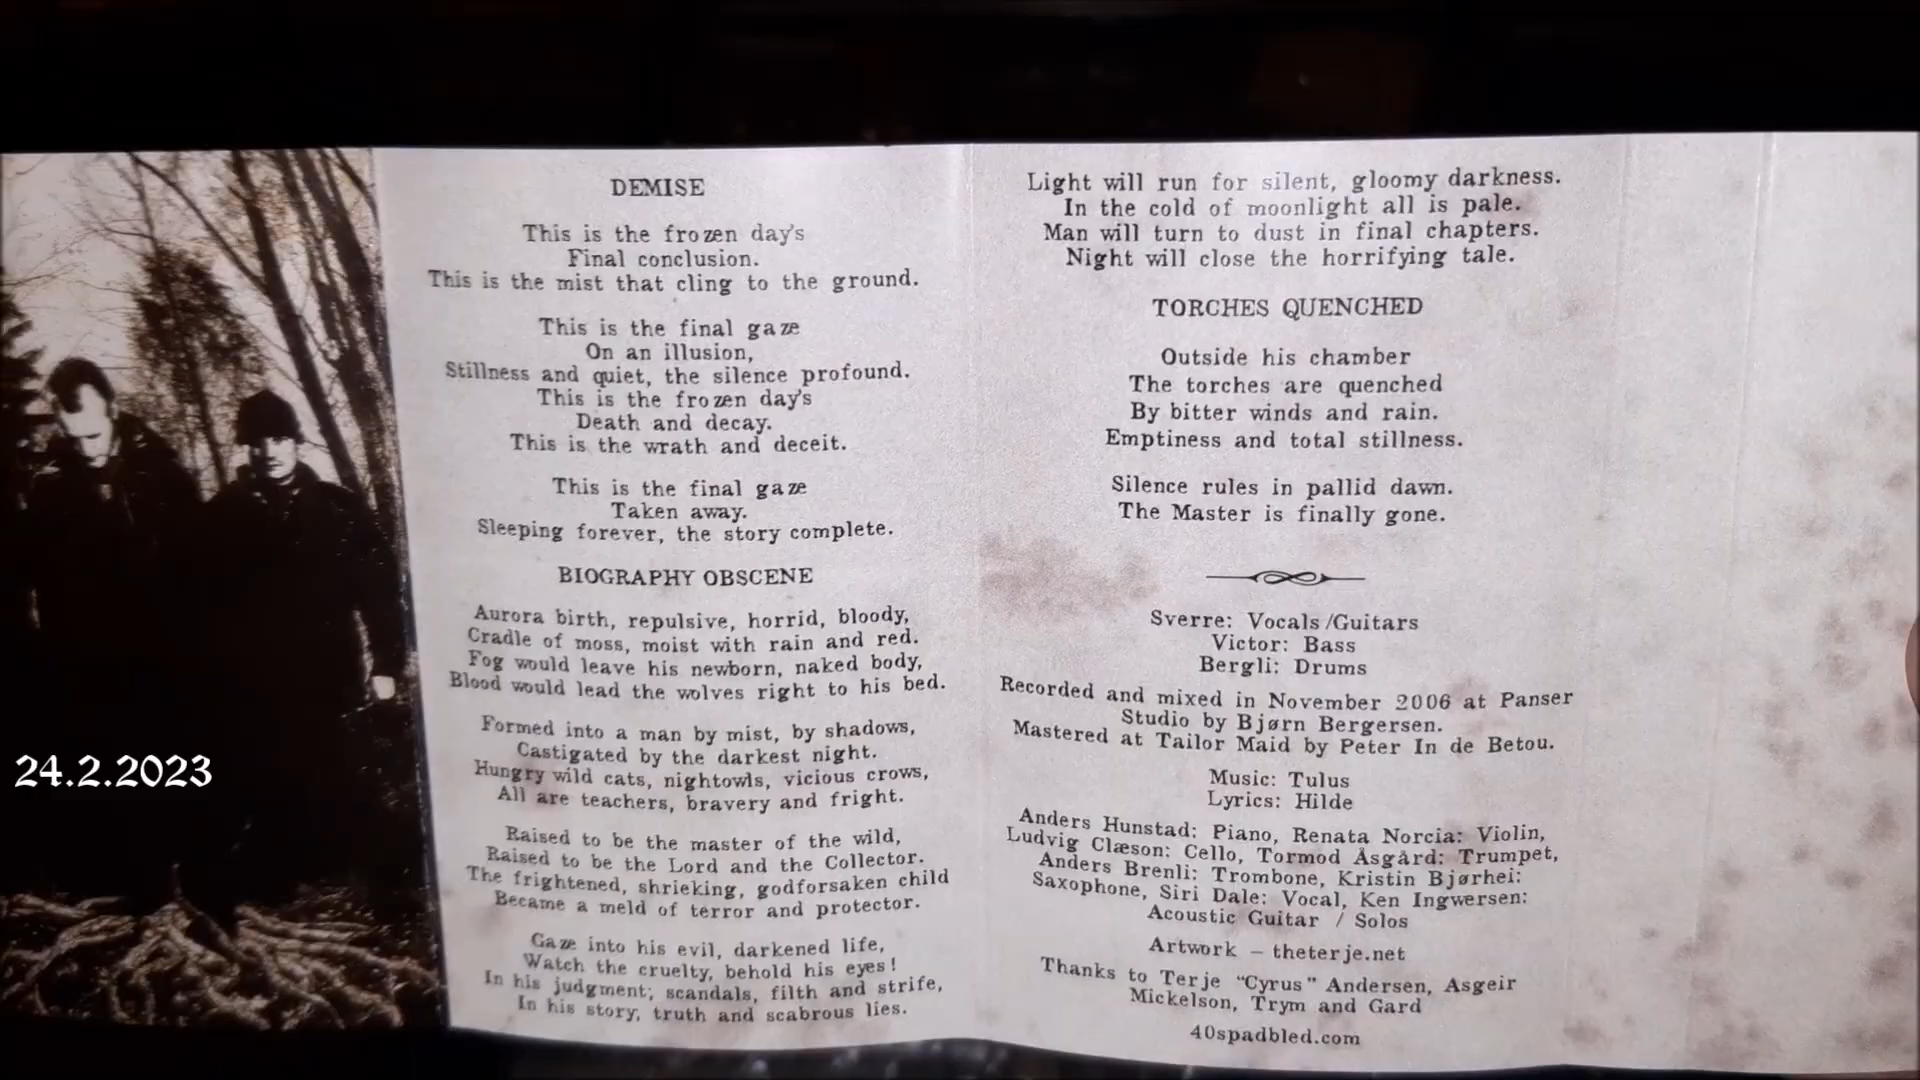 DEMISE
This is the frozen day's
Final conclusion.
This is the mist that cling to the ground.
This is the final gaze
On an illusion,
Stillness and quiet, the silence profound.
This is the frozen day's
Death and decay.
This is the wrath and deceit.
This is the final gaze
Taken away.
Sleeping forever, the story complete.
BIOGRAPHY OBSCENE
Aurora birth, repulsive, horrid, bloody,
Cradle of moss, moist with rain and red.
Fog would leave his newborn, naked body,
Blood would lead the wolves right to his bed.
Formed into a man by mist, by shadows,
Castigated by the darkest night.
Hungry wild cats, nightowls, vicious crows,
All are teachers, bravery and fright.
Raised to be the master of the wild,
Raised to be the Lord and the Collector.
The frightened, shrieking, godforsaken child
Became a meld of terror and protector.
Gaze into his evil, darkened life,
Watch the cruelty, behold his eyes!
In his judgment; scandals, filth and strife,
In his story, truth and scabrous lies.
Light will run for silent, gloomy darkness.
In the cold of moonlight all is pale.
Man will turn to dust in final chapters.
Night will close the horrifying tale.
TORCHES QUENCHED
Outside his chamber
The torches are quenched
By bitter winds and rain.
Emptiness and total stillness.
Silence rules in pallid dawn.
The Master is finally gone.
Sverre: Vocals/Guitars
Victor: Bass
Bergli: Drums
Recorded and mixed in November 2006 at Panser
Studio by Bjørn Bergersen.
Mastered at Tailor Maid by Peter In de Betou.
Music: Tulus
Lyrics: Hilde
Anders Hunstad: Piano, Renata Norcia: Violin,
Ludvig Clæson: Cello, Tormod Åsgård: Trumpet,
Anders Brenli: Trombone, Kristin Bjørhei:
Saxophone, Siri Dale: Vocal, Ken Ingwersen:
Acoustic Guitar / Solos
Artwork – theterje.net
Thanks to Terje "Cyrus" Andersen, Asgeir
Mickelson, Trym and Gard
40spadbled.com
24.2.2023